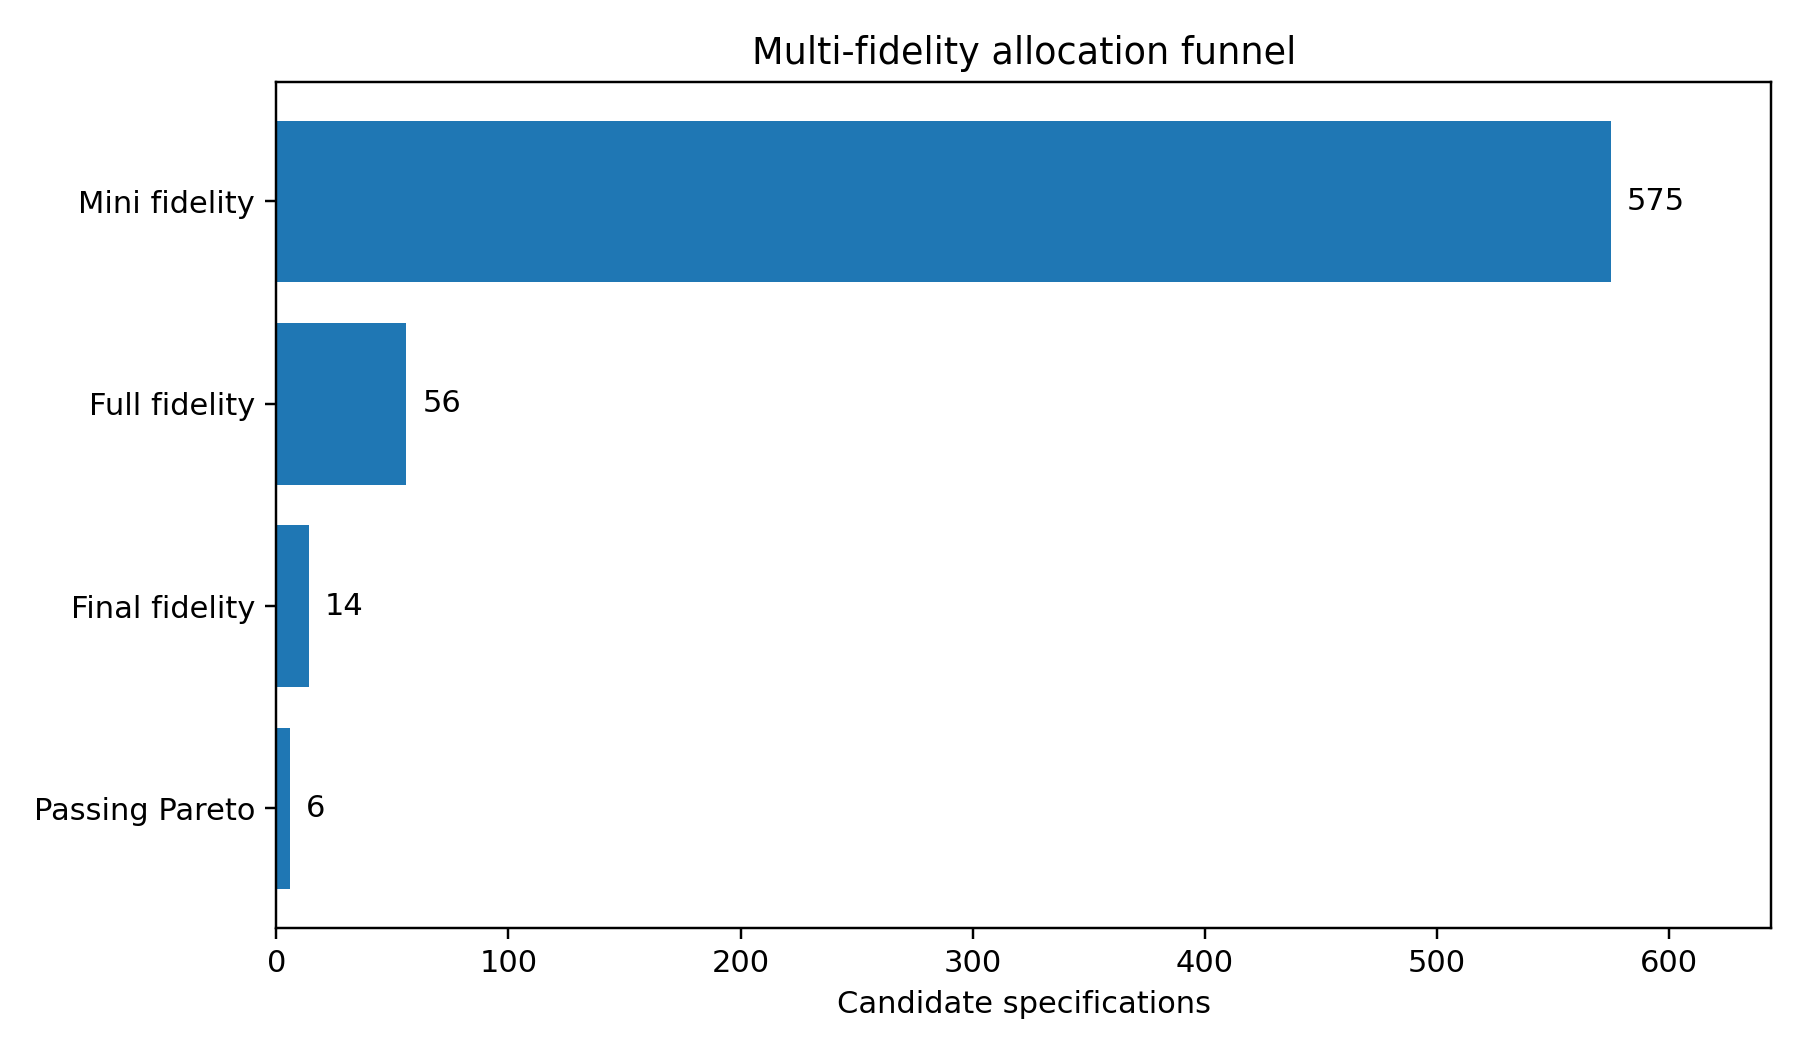 Multi-fidelity allocation funnel
Mini fidelity
575
Full fidelity
56
Final fidelity
14
Passing Pareto
6
0 100 200 300 400 500 600
Candidate specifications